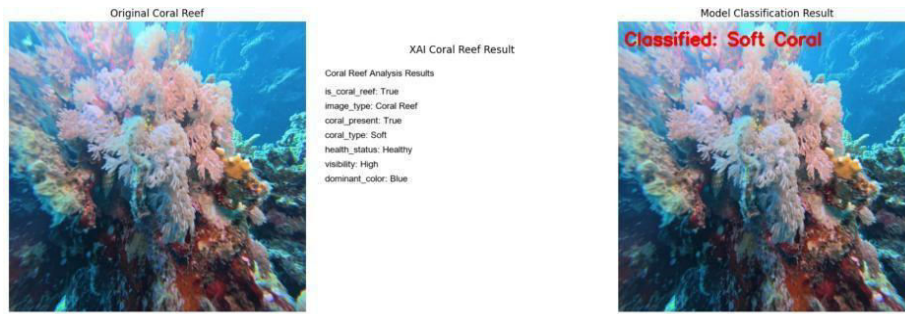 Original Coral Reef
XAI Coral Reef Result
Coral Reef Analysis Results
is_coral_reef: True
image_type: Coral Reef
coral_present: True
coral_type: Soft
health_status: Healthy
visibility: High
dominant_color: Blue
Model Classification Result
Classified: Soft Coral